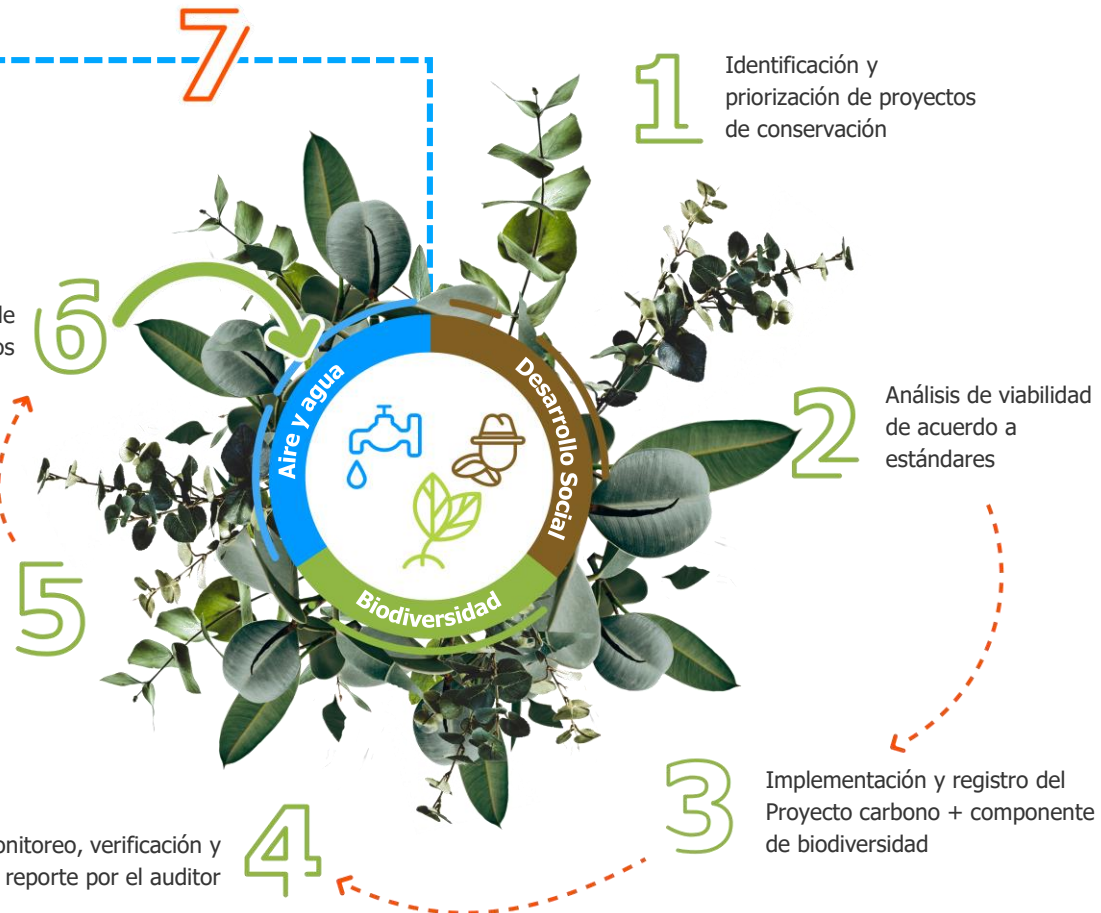 7
1
Identificación y
priorización de proyectos
de conservación
6
de
os
Aire y agua
Desarrollo Social
Biodiversidad
2
Análisis de viabilidad
de acuerdo a
estándares
5
3
Implementación y registro del
Proyecto carbono + componente
de biodiversidad
4
onitoreo, verificación y
reporte por el auditor